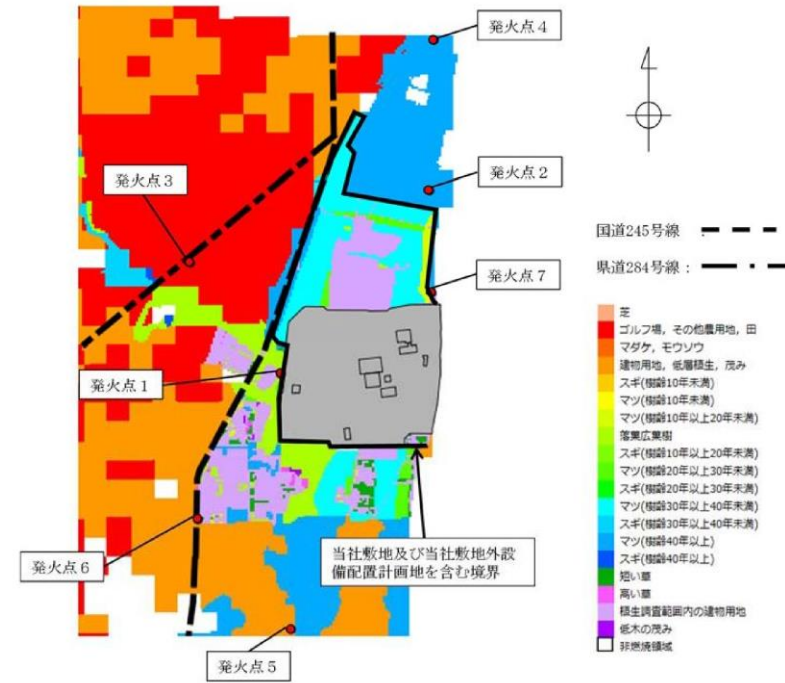 発火点４
発火点３
発火点２
発火点７
発火点１
発火点６
発火点５
当社敷地及び当社敷地外設
備配置計画地を含む境界
国道245号線
県道284号線：
芝
ゴルフ場，その他農用地，田
マダケ，モウソウ
建物用地，低層植生，茂み
スギ(樹齢10年未満)
マツ(樹齢10年未満)
マツ(樹齢10年以上20年未満)
落葉広葉樹
スギ(樹齢10年以上20年未満)
マツ(樹齢20年以上30年未満)
スギ(樹齢20年以上30年未満)
マツ(樹齢30年以上40年未満)
スギ(樹齢30年以上40年未満)
マツ(樹齢40年以上)
スギ(樹齢40年以上)
短い草
高い草
植生調査範囲内の建物用地
低木の茂み
非燃焼領域